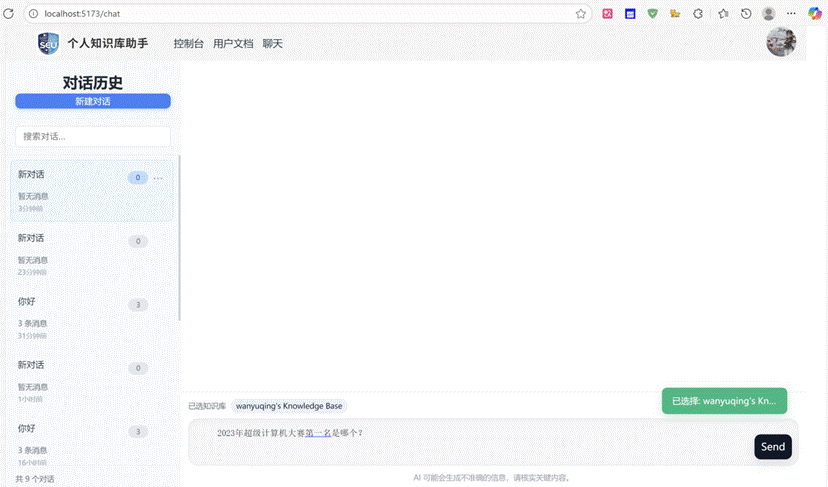 localhost:5173/chat
SCU 个人知识库助手 控制台 用户文档 聊天
对话历史
新建对话
搜索对话...
新对话 0 ...
暂无消息
3分钟前
新对话 0
暂无消息
23分钟前
你好 3
3 条消息
31分钟前
新对话 0
暂无消息
1小时前
你好 3
3 条消息
16小时前
共 9 个对话
已选知识库 wanyuqing's Knowledge Base
已选择: wanyuqing's Kn...
2023年超级计算机大赛第一名是哪个？
Send
AI 可能会生成不准确的信息，请核实关键内容。